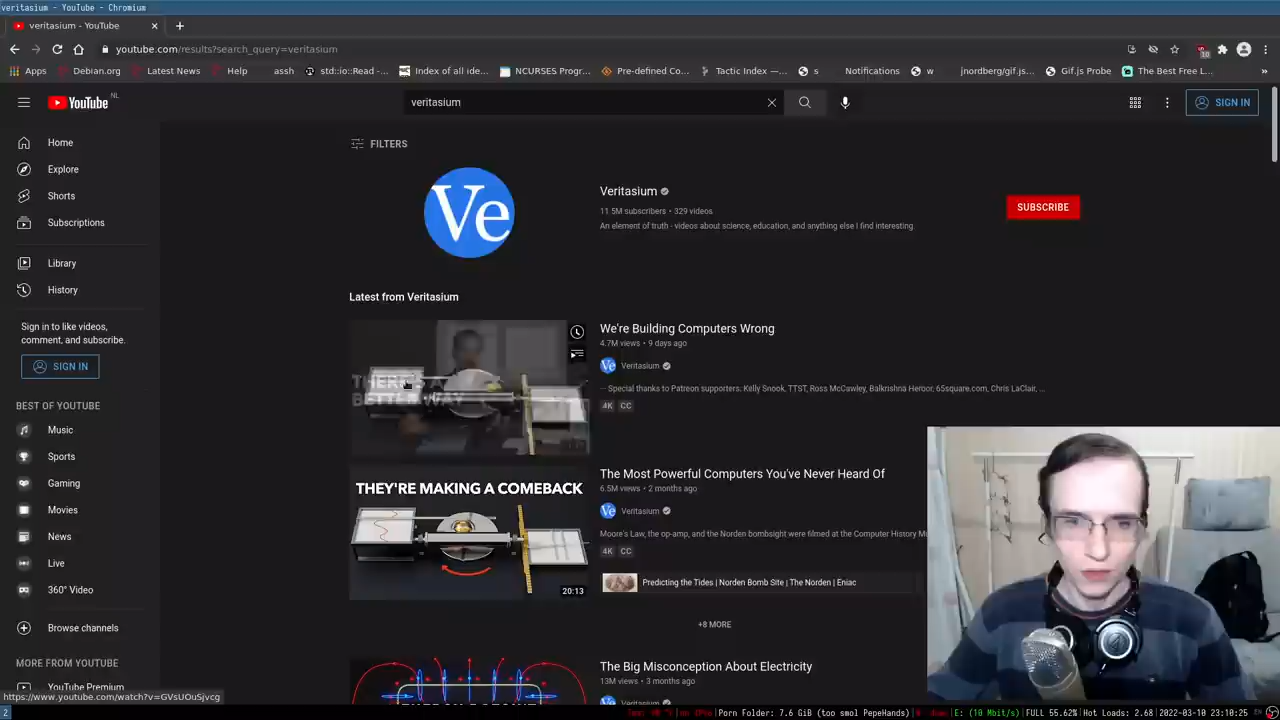 veritasium - YouTube - Chromium
veritasium - YouTube
youtube.com/results?search_query=veritasium
Apps
Debian.org
Latest News
Help
assh
std::io::Read -...
Index of all ide...
NCURSES Progr...
Pre-defined Co...
Tactic Index —...
s
Notifications
w
jnordberg/gif.js...
Gif.js Probe
The Best Free L...
»
YouTube NL
veritasium
SIGN IN
Home
Explore
Shorts
Subscriptions
Library
History
Sign in to like videos,
comment, and subscribe.
SIGN IN
BEST OF YOUTUBE
Music
Sports
Gaming
Movies
News
Live
360° Video
Browse channels
MORE FROM YOUTUBE
YouTube Premium
https://www.youtube.com/watch?v=GVsUOuSjvcg
FILTERS
Ve
Veritasium
11.5M subscribers • 329 videos
An element of truth - videos about science, education, and anything else I find interesting.
SUBSCRIBE
Latest from Veritasium
THERE'S A
BETTER WAY
We're Building Computers Wrong
4.7M views • 9 days ago
Ve Veritasium
Special thanks to Patreon supporters: Kelly Snook, TTST, Ross McCawley, Balkrishna Heroor, 65square.com, Chris LaClair, ...
4K CC
THEY'RE MAKING A COMEBACK
20:13
The Most Powerful Computers You've Never Heard Of
6.5M views • 2 months ago
Ve Veritasium
Moore's Law, the op-amp, and the Norden bombsight were filmed at the Computer History M
4K CC
Predicting the Tides | Norden Bomb Site | The Norden | Eniac
+8 MORE
The Big Misconception About Electricity
13M views • 3 months ago
Veritasium
2
Porn Folder: 7.6 GiB (too smol PepeHands)
E: (10 Mbit/s)
FULL 55.62%
Hot Loads: 2.68
2022-03-10 23:10:25
EN